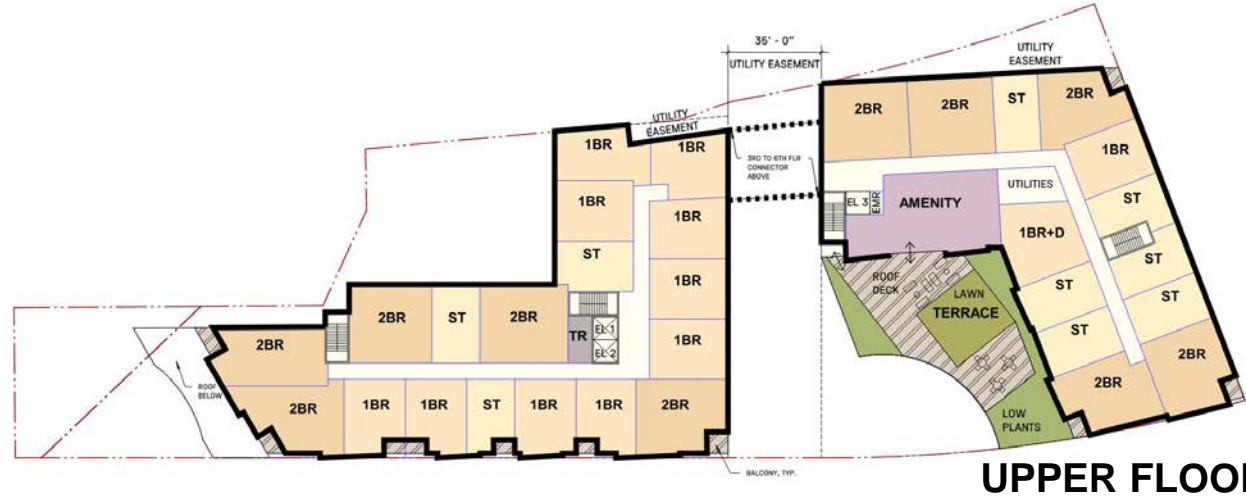 35' - 0"
UTILITY EASEMENT
UTILITY
EASEMENT
2BR
2BR
ST
2BR
UTILITY
EASEMENT
1BR
1BR
3RD TO 6TH FLR
CONNECTOR
ABOVE
1BR
UTILITIES
1BR
EL 3
EMR
AMENITY
ST
1BR
1BR+D
ST
ST
1BR
ROOF
DECK
LAWN
TERRACE
ST
ST
2BR
ST
2BR
TR
EL 1
EL 2
1BR
ST
2BR
2BR
2BR
ROOF
BELOW
2BR
1BR
1BR
ST
1BR
1BR
2BR
LOW
PLANTS
BALCONY, TYP.
UPPER FLOO